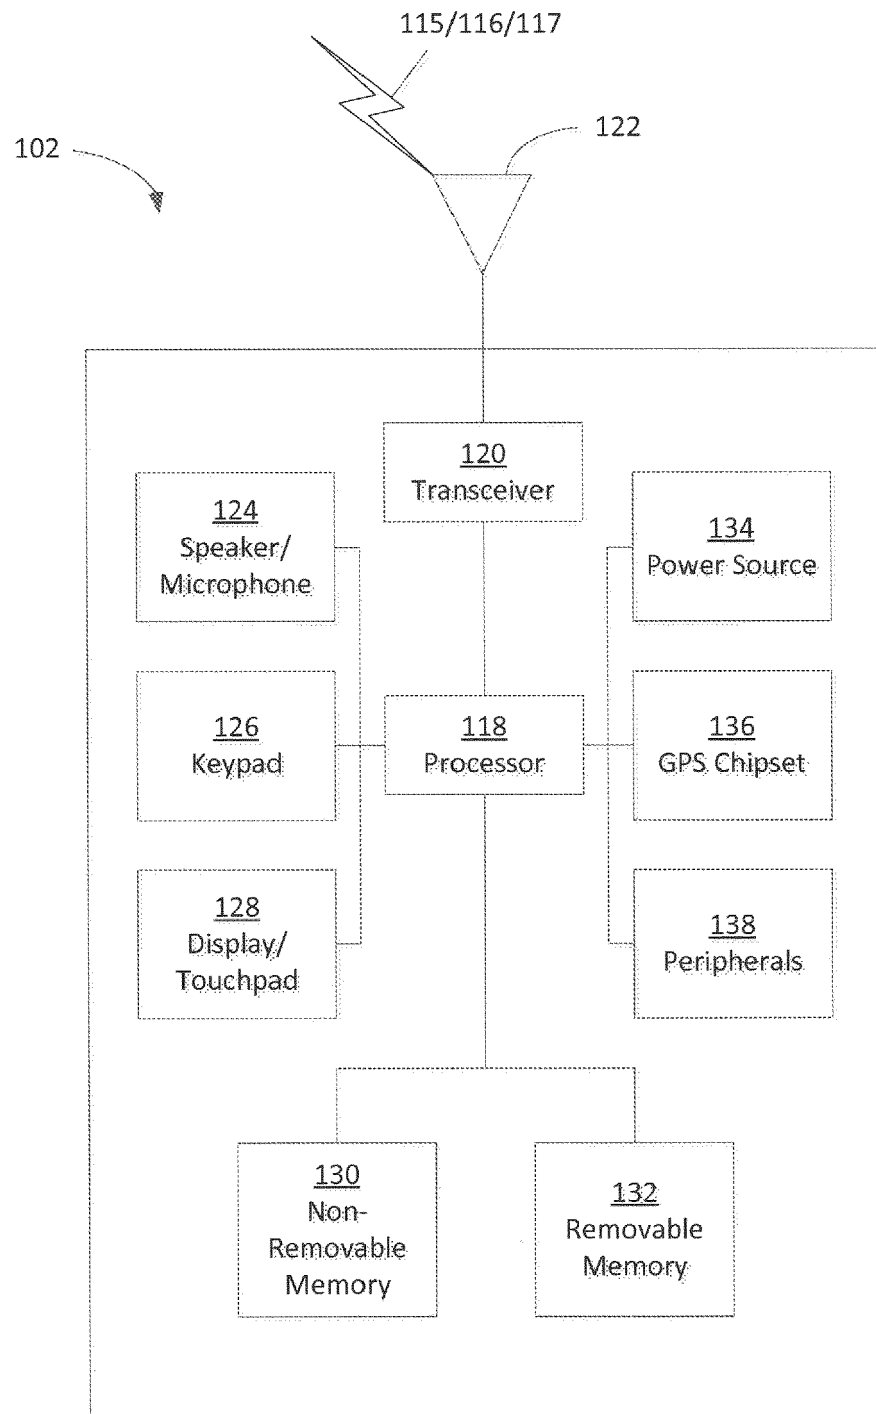 115/116/117
122
102
120
Transceiver
124
Speaker/
Microphone
134
Power Source
126
Keypad
118
Processor
136
GPS Chipset
128
Display/
Touchpad
138
Peripherals
130
Non-
Removable
Memory
132
Removable
Memory